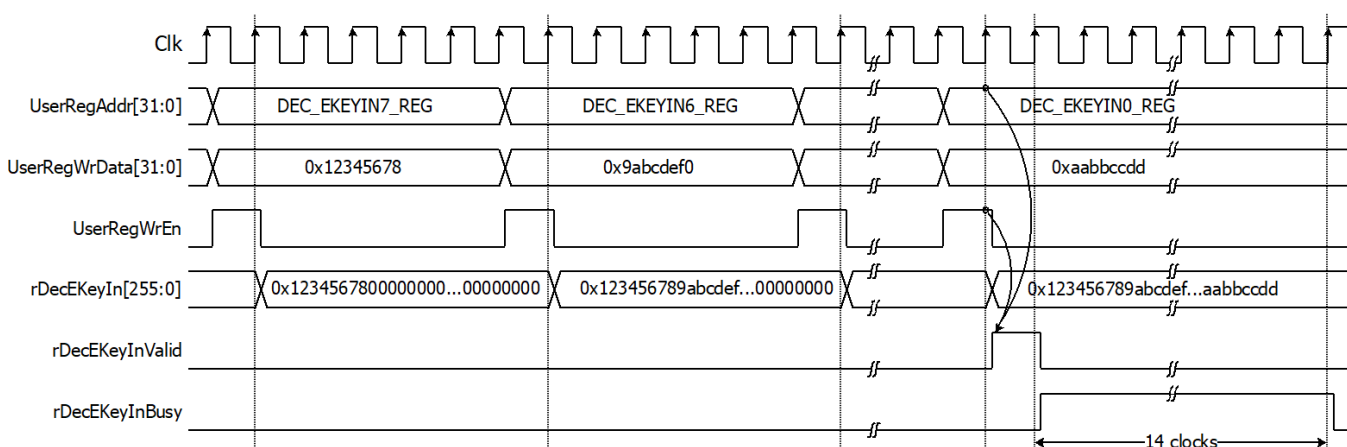 Clk
UserRegAddr[31:0] DEC_EKEYIN7_REG DEC_EKEYIN6_REG DEC_EKEYIN0_REG
UserRegWrData[31:0] 0x12345678 0x9abcdef0 0xaabbccdd
UserRegWrEn
rDecEKeyIn[255:0] 0x1234567800000000...00000000 0x123456789abcdef...00000000 0x123456789abcdef...aabbccdd
rDecEKeyInValid
rDecEKeyInBusy
14 clocks